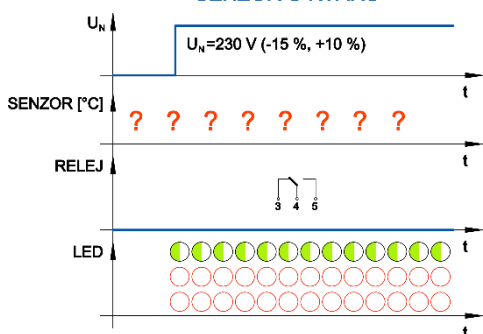 U_N
U_N=230 V (-15 %, +10 %)
t
SENZOR [°C]
? ? ? ? ? ? ? ?
t
RELEJ
3 4 5
t
LED
t